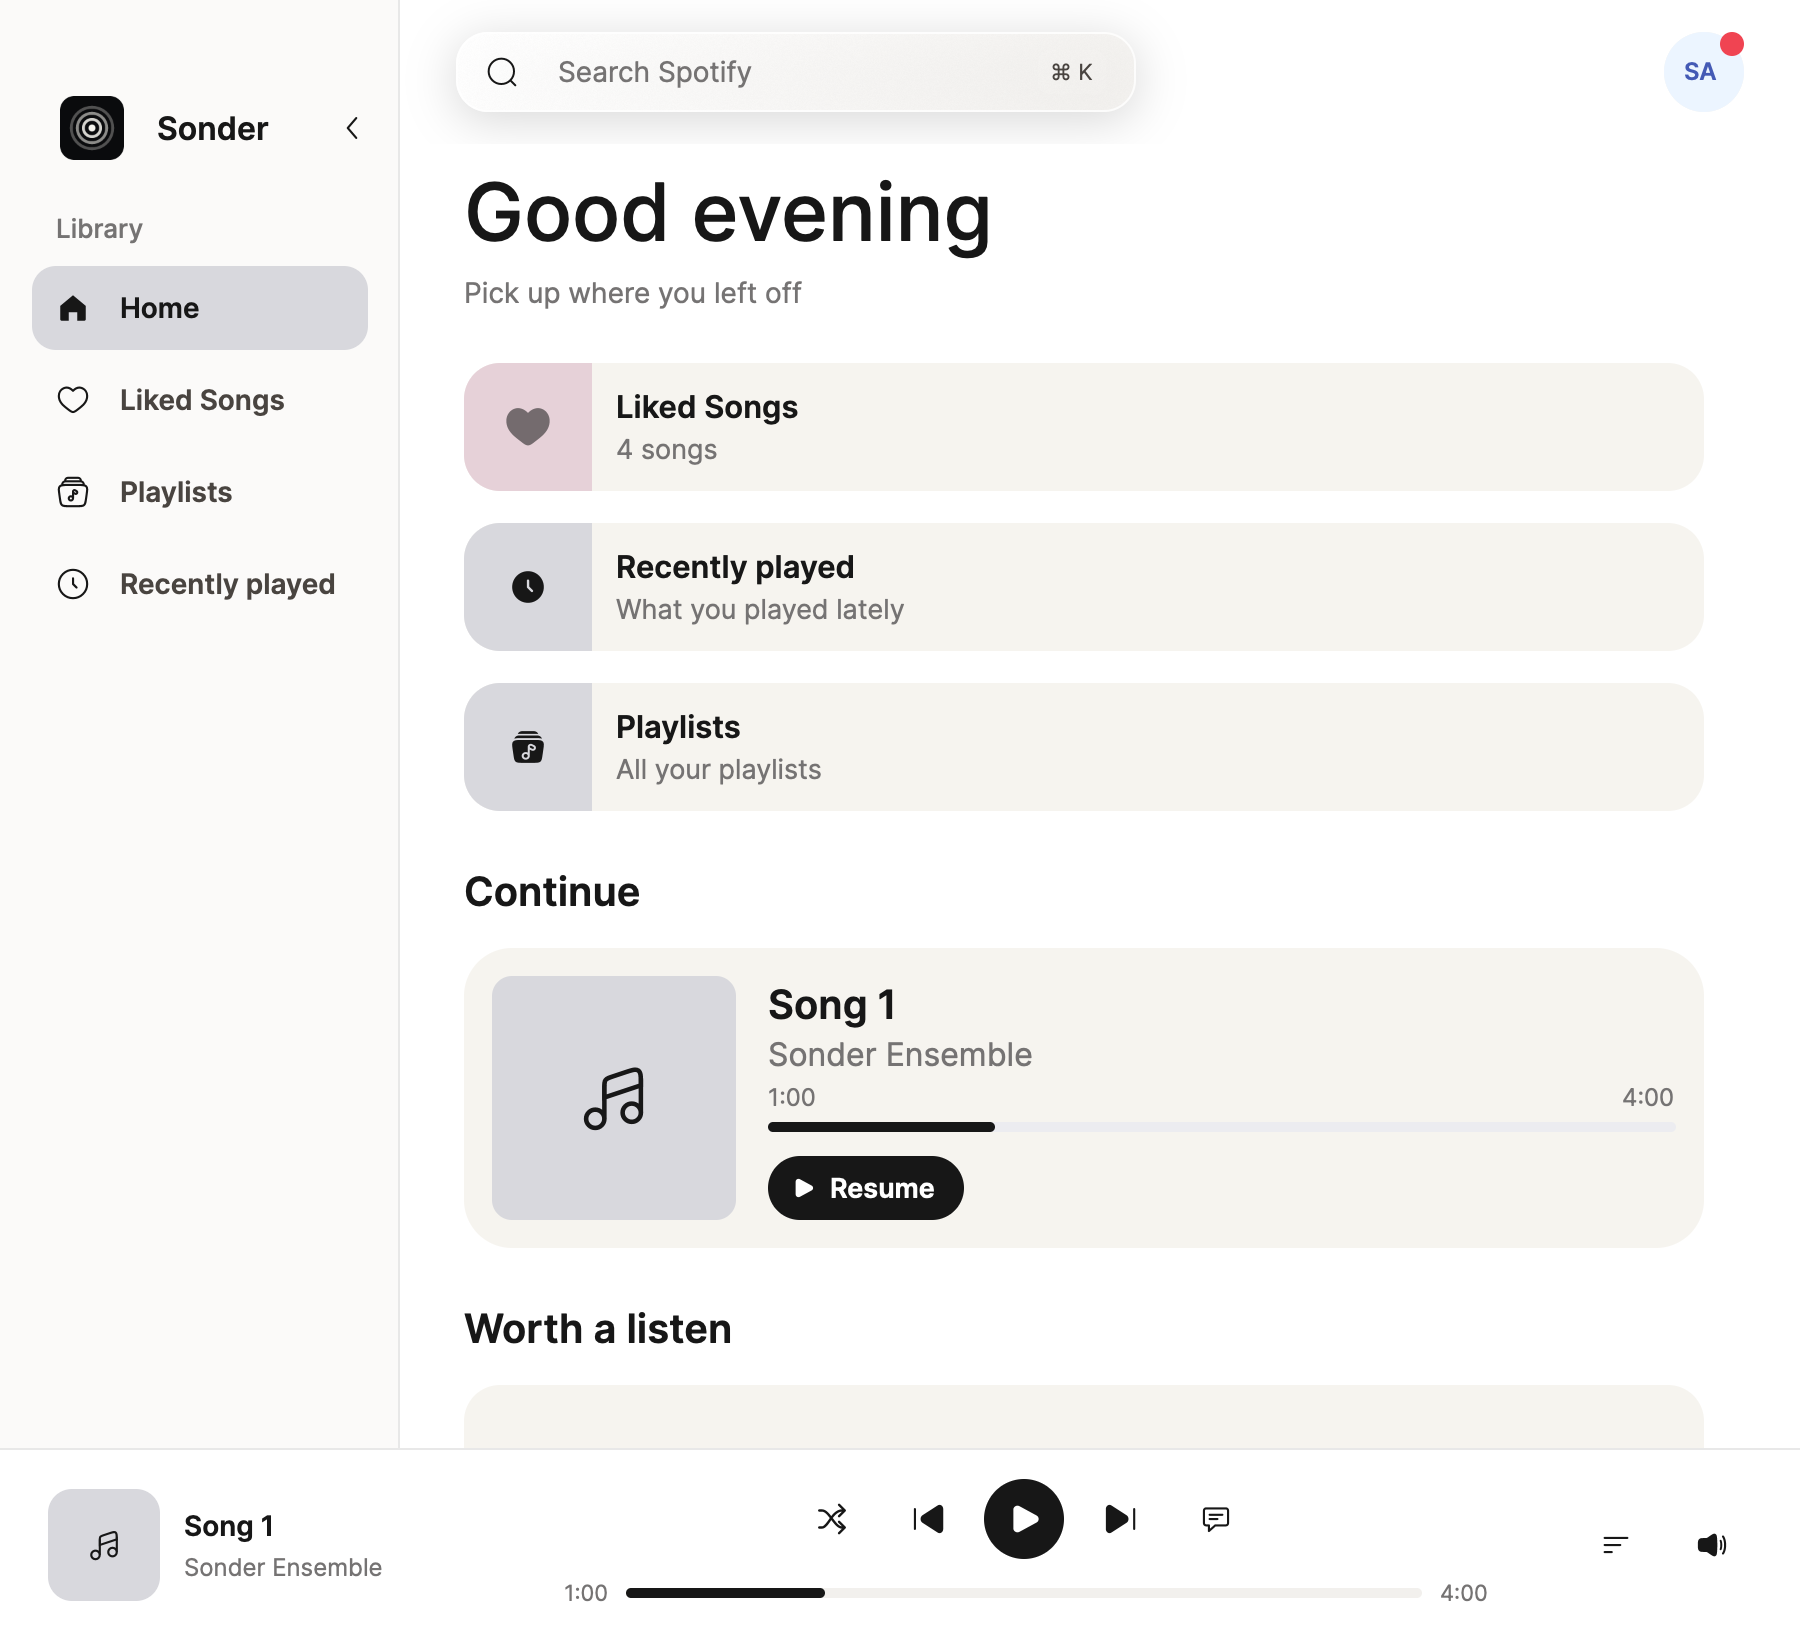 Sonder
Library
Home
Liked Songs
Playlists
Recently played
Search Spotify ⌘ K
SA
Good evening
Pick up where you left off
Liked Songs
4 songs
Recently played
What you played lately
Playlists
All your playlists
Continue
Song 1
Sonder Ensemble
1:00 4:00
Resume
Worth a listen
Song 1
Sonder Ensemble
1:00 4:00